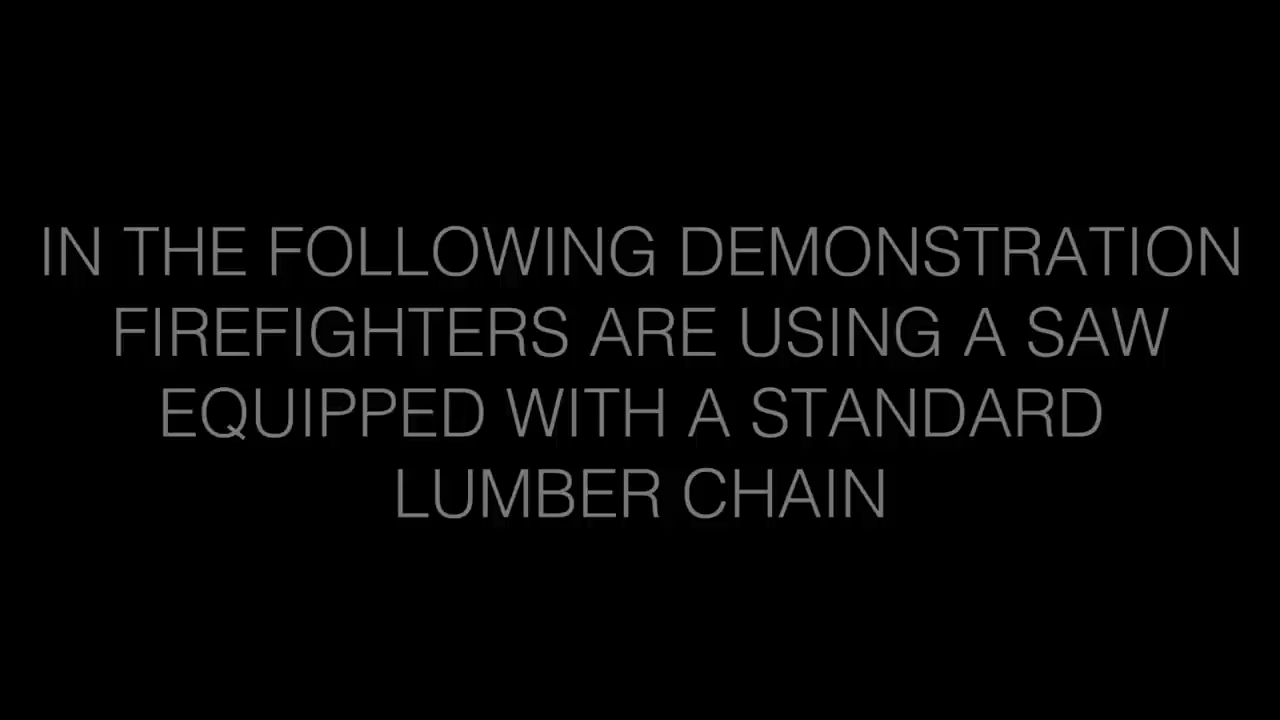 IN THE FOLLOWING DEMONSTRATION
FIREFIGHTERS ARE USING A SAW
EQUIPPED WITH A STANDARD
LUMBER CHAIN